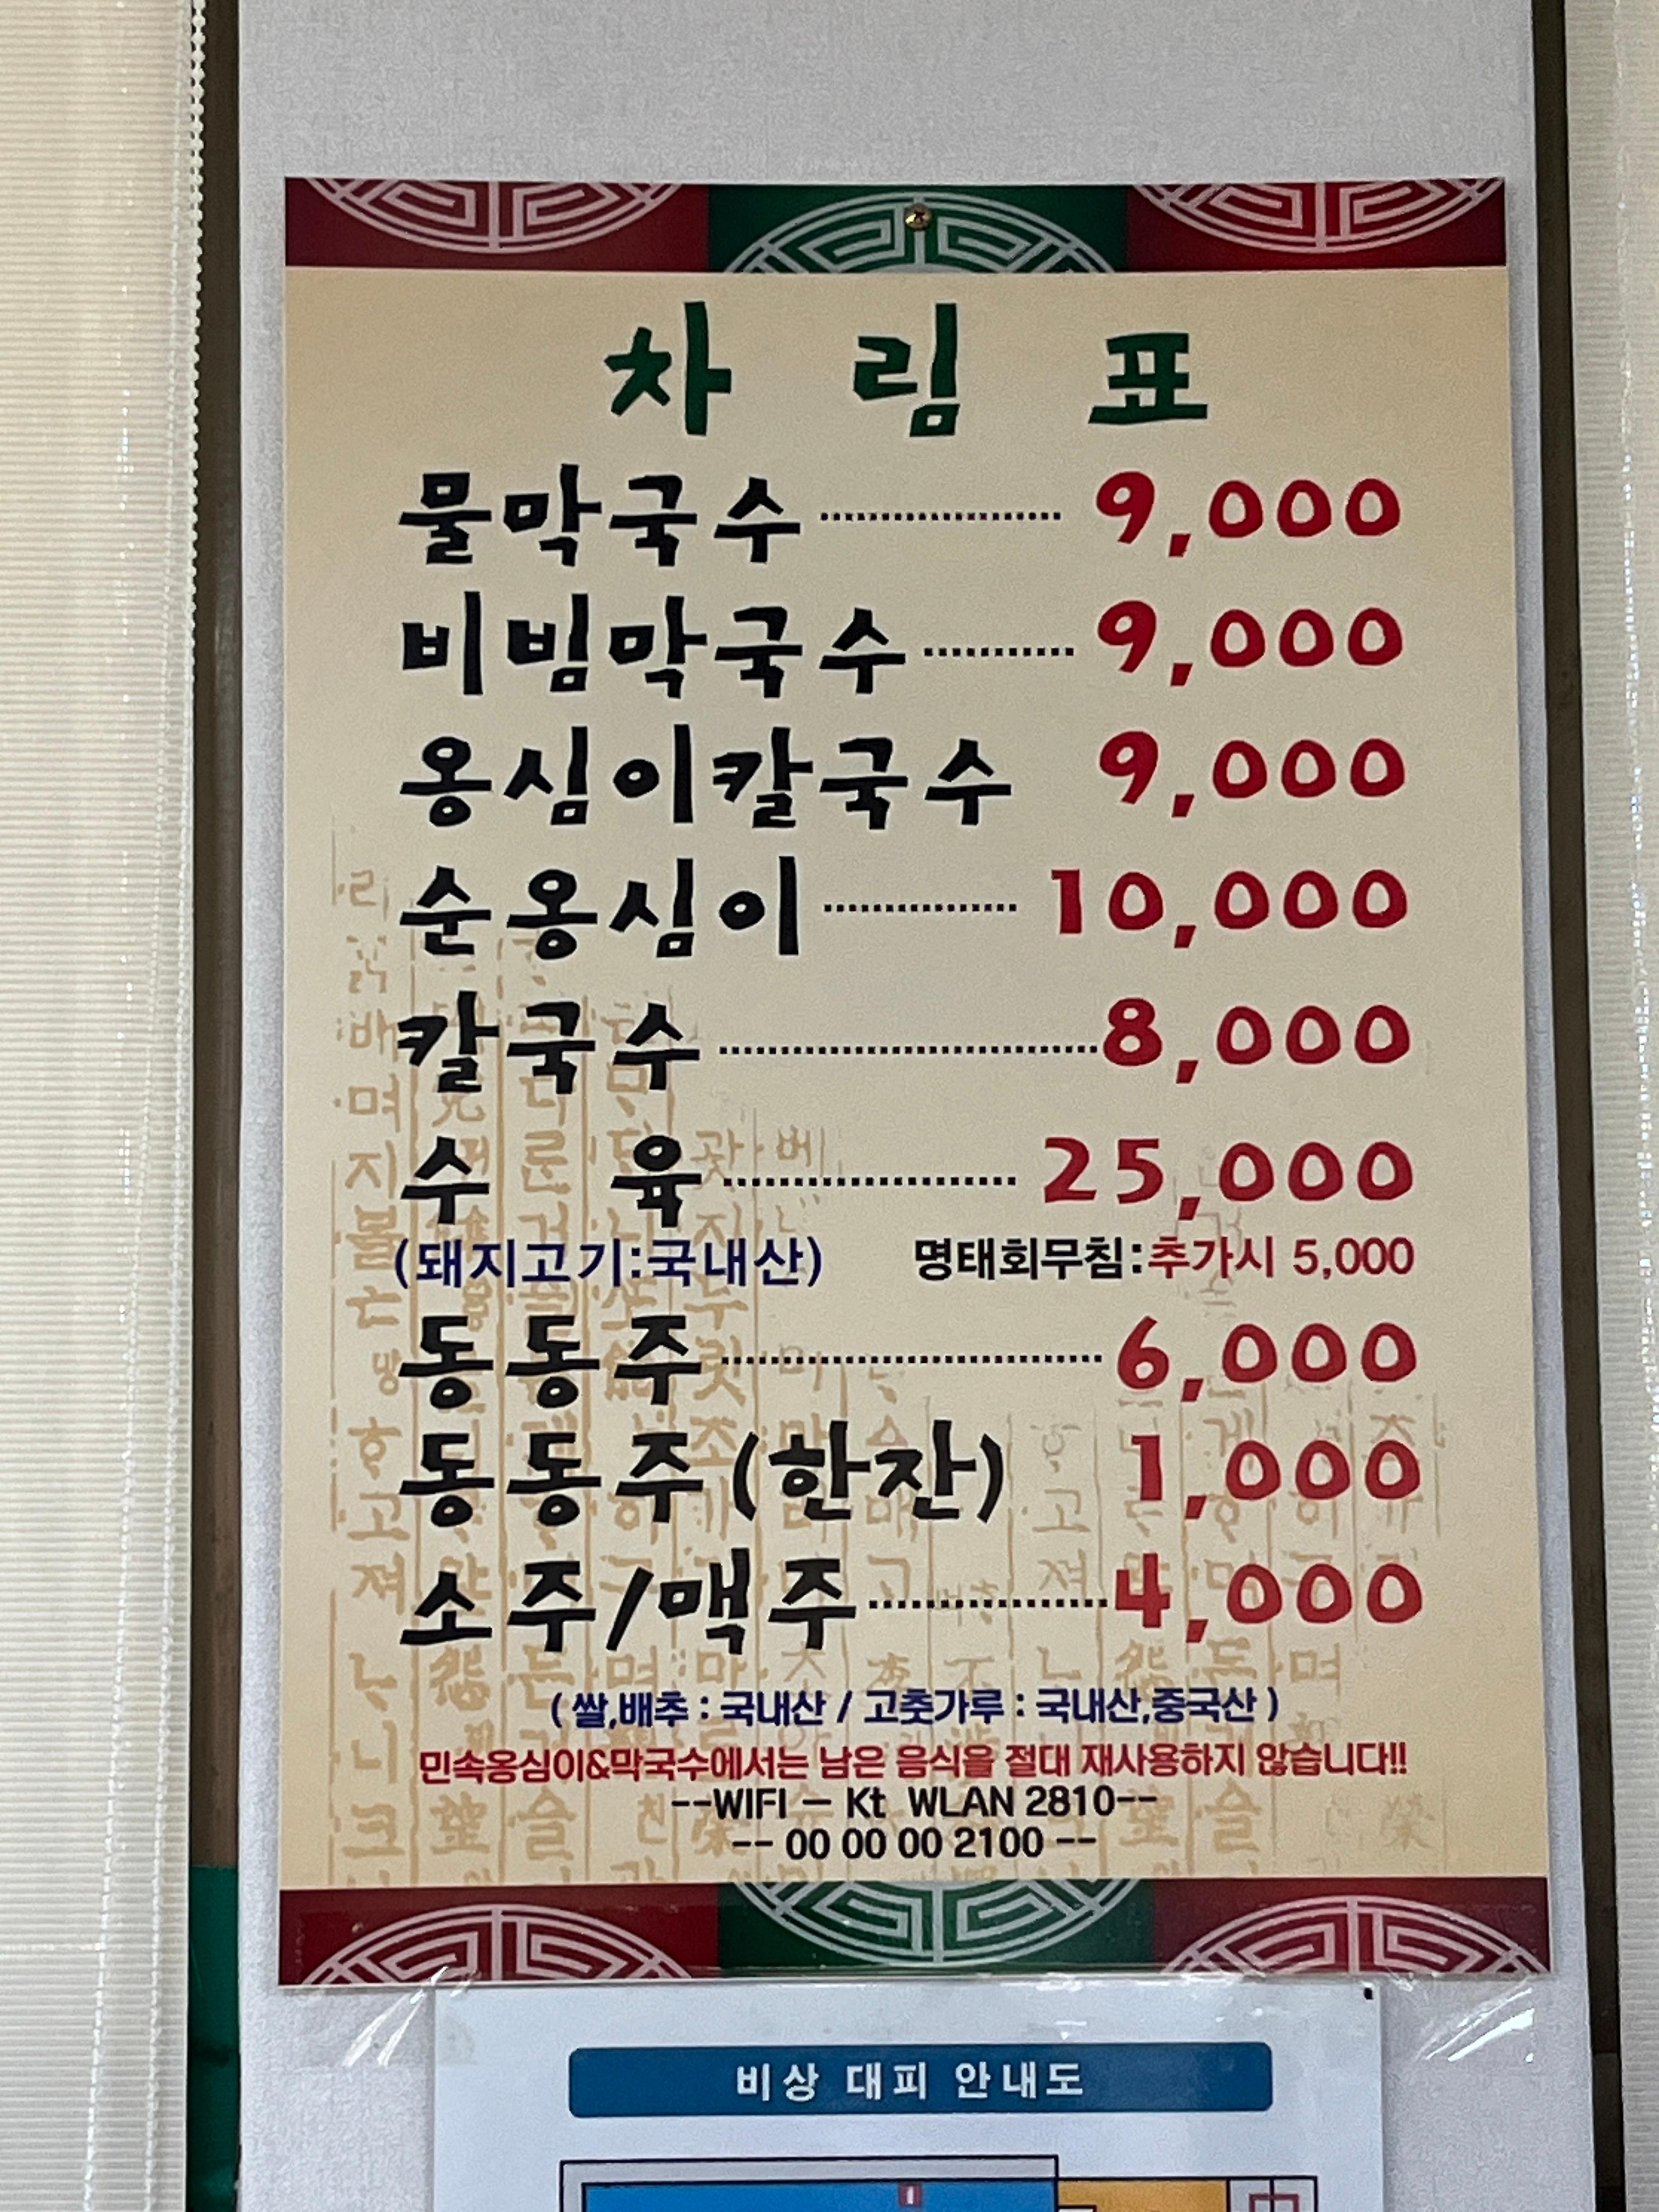 차 림 표
물막국수 9,000
비빔막국수 9,000
옹심이칼국수 9,000
순옹심이 10,000
칼국수 8,000
수 육 25,000
(돼지고기:국내산) 명태회무침:추가시 5,000
동동주 6,000
동동주(한잔) 1,000
소주/맥주 4,000
( 쌀,배추 : 국내산 / 고춧가루 : 국내산,중국산 )
민속옹심이&막국수에서는 남은 음식을 절대 재사용하지 않습니다!!
--WIFI – Kt WLAN 2810--
-- 00 00 00 2100 --
비상 대피 안내도